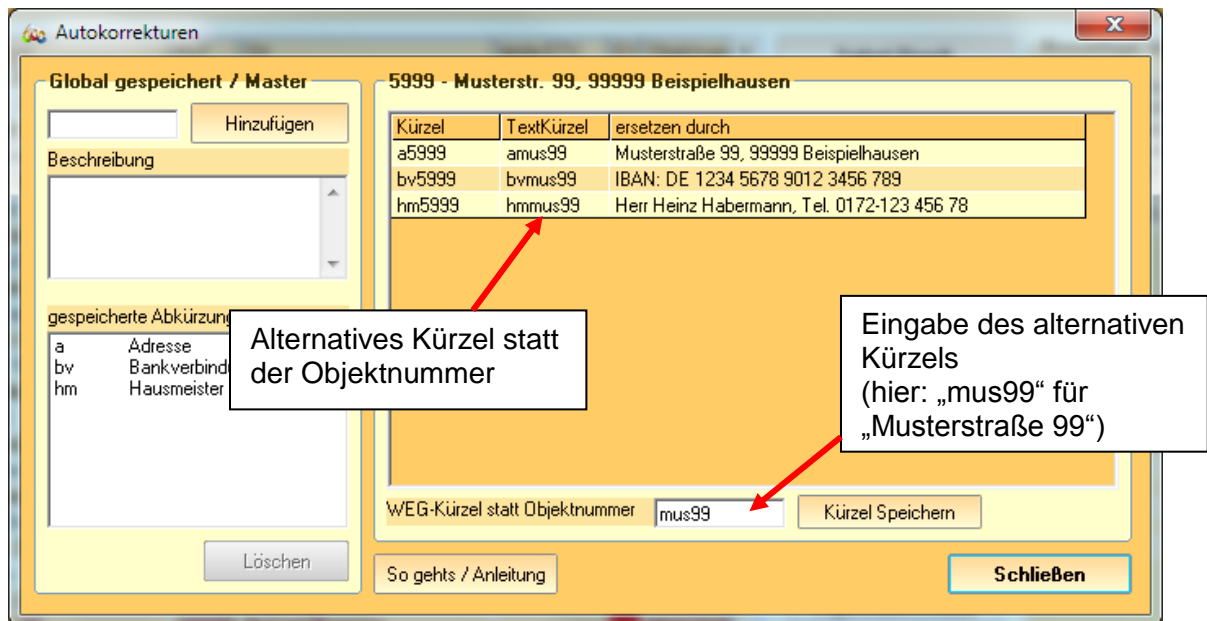 Autokorrekturen
Global gespeichert / Master
Hinzufügen
Beschreibung
gespeicherte
a Adresse
bv
hm Hausmeister
Löschen
5999 - Musterstr. 99, 99999 Beispielhausen
Kürzel TextKürzel ersetzen durch
a5999 amus99 Musterstraße 99, 99999 Beispielhausen
bv5999 bvmus99 IBAN: DE 1234 5678 9012 3456 789
hm5999 hmmus99 Herr Heinz Habermann, Tel. 0172-123 456 78
Alternatives Kürzel statt
der Objektnummer
Eingabe des alternativen
Kürzels
(hier: „mus99“ für
„Musterstraße 99“)
WEG-Kürzel statt Objektnummer mus99 Kürzel Speichern
So gehts / Anleitung
Schließen